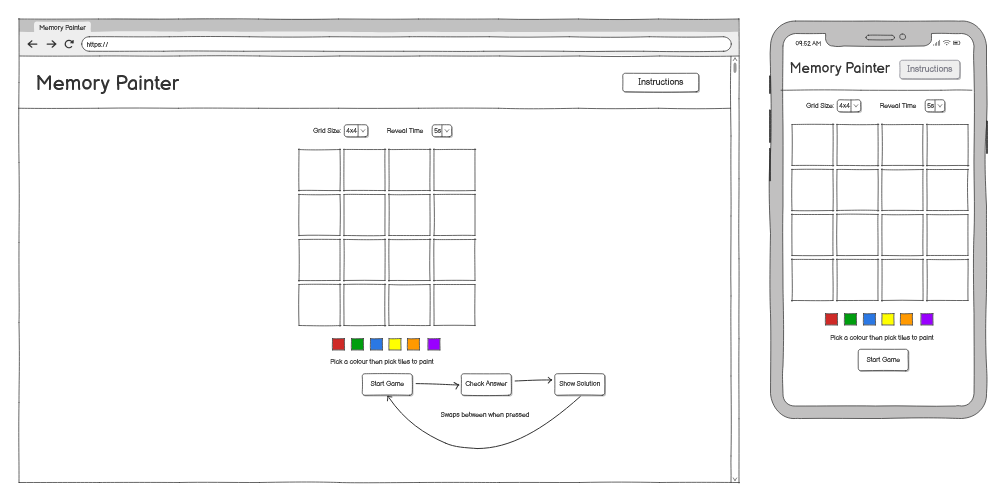 Memory Painter
https://
Memory Painter
Instructions
Grid Size: 4x4 Reveal Time 5s
Pick a colour then pick tiles to paint
Start Game
Check Answer
Show Solution
Swaps between when pressed
09:52 AM
Memory Painter
Instructions
Grid Size: 4x4 Reveal Time 5s
Pick a colour then pick tiles to paint
Start Game